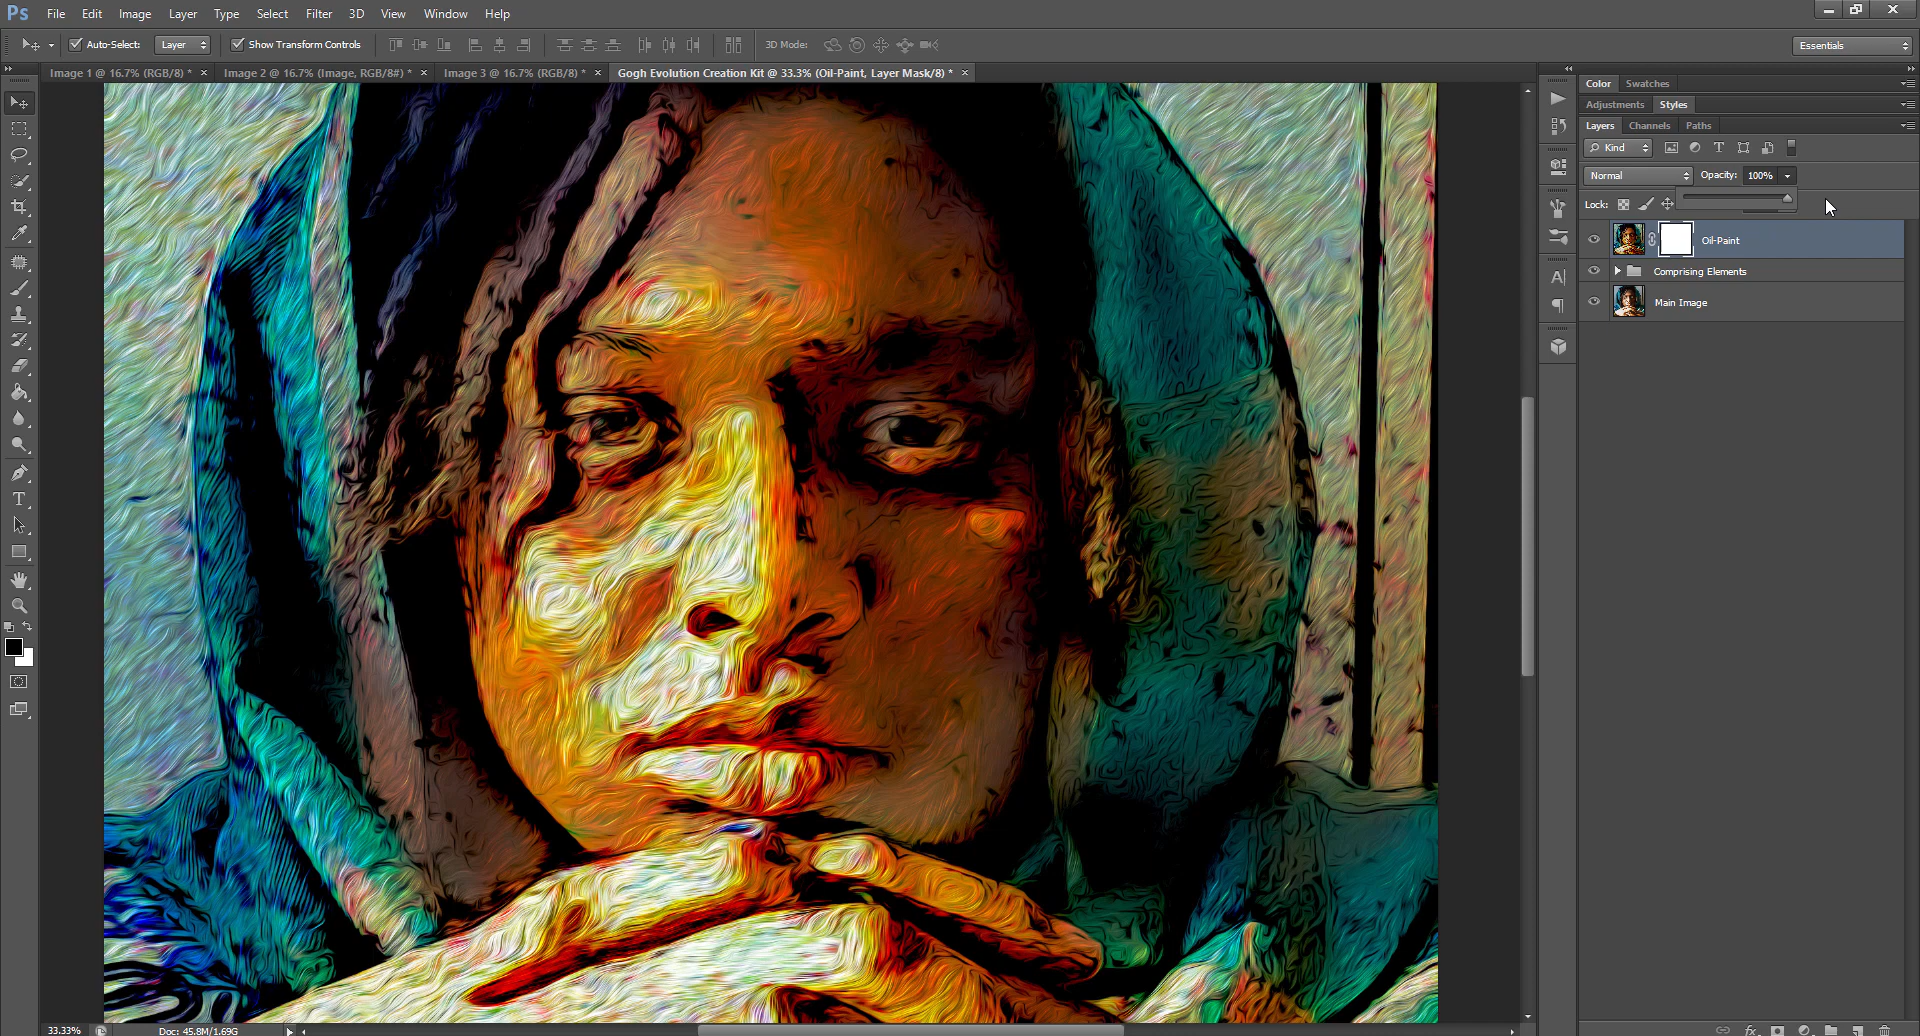 Ps File Edit Image Layer Type Select Filter 3D View Window Help
Auto-Select: Layer Show Transform Controls 3D Mode: Essentials
Image 1 @ 16.7% (RGB/8) * × Image 2 @ 16.7% (Image, RGB/8#) * × Image 3 @ 16.7% (RGB/8) * × Gogh Evolution Creation Kit @ 33.3% (Oil-Paint, Layer Mask/8) * ×
Color Swatches
Adjustments Styles
Layers Channels Paths
Kind
Normal Opacity: 100%
Lock:
Oil-Paint
Comprising Elements
Main Image
33.33% Doc: 45.8M/1.69G